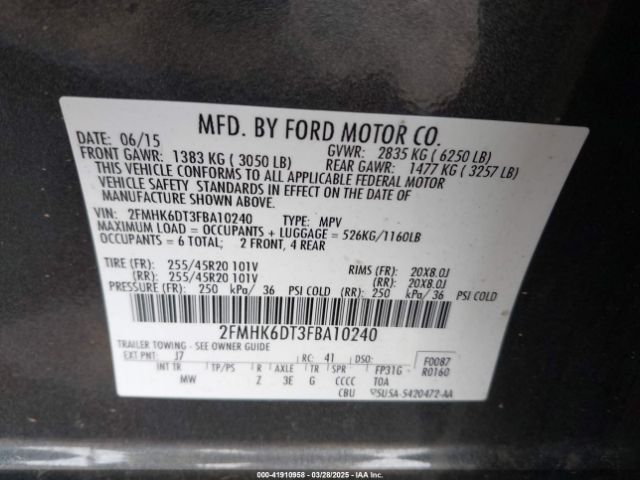 MFD. BY FORD MOTOR CO.
DATE: 06/15 GVWR: 2835 KG ( 6250 LB)
FRONT GAWR: 1383 KG ( 3050 LB) REAR GAWR: 1477 KG ( 3257 LB)
THIS VEHICLE CONFORMS TO ALL APPLICABLE FEDERAL MOTOR
VEHICLE SAFETY STANDARDS IN EFFECT ON THE DATE OF
MANUFACTURE SHOWN ABOVE.
VIN: 2FMHK6DT3FBA10240 TYPE: MPV
MAXIMUM LOAD = OCCUPANTS + LUGGAGE = 526KG/1160LB
OCCUPANTS = 6 TOTAL; 2 FRONT, 4 REAR
TIRE (FR): 255/45R20 101V RIMS (FR): 20X8.0J
(RR): 255/45R20 101V (RR): 20X8.0J
PRESSURE (FR): 250 kPa/ 36 PSI COLD (RR): 250 kPa/ 36 PSI COLD
2FMHK6DT3FBA10240
TRAILER TOWING - SEE OWNER GUIDE
EXT PNT: J7 RC: 41 DSO: F0087
INT TR TP/PS R AXLE TR SPR FP31G R0160
MW Z 3E G CCCC TOA
CBU 5U5A-5420472-AA
000-41910958 | 03/28/2025 — IAA Inc.